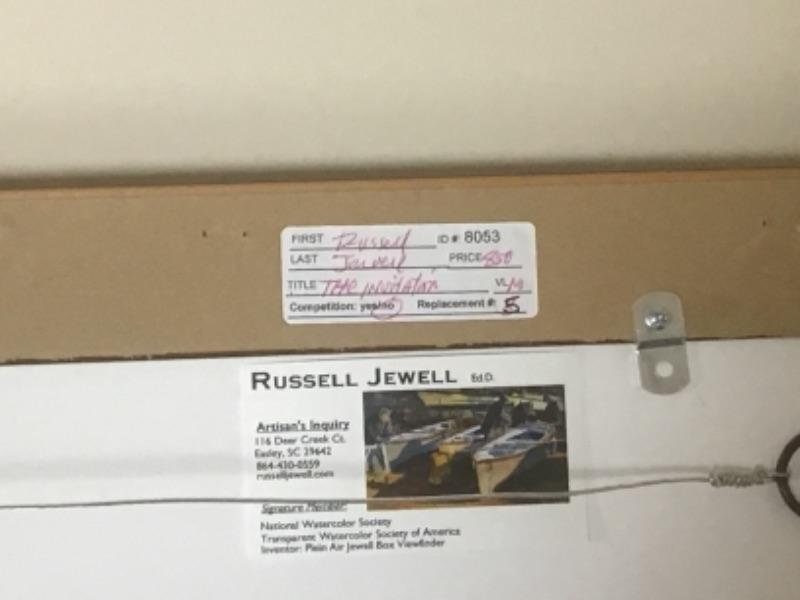 FIRST Russell ID #: 8053
LAST Jewell PRICE 850
TITLE The
Competition: yes/no Replacement #: 5
RUSSELL JEWELL Ed.D.
Artisan's Inquiry
116 Deer Creek Ct.
Easley, SC 29642
864-430-0559
russelljewell.com
Signature Member:
National Watercolor Society
Transparent Watercolor Society of America
Inventor: Plein Air Jewell Box Viewfinder